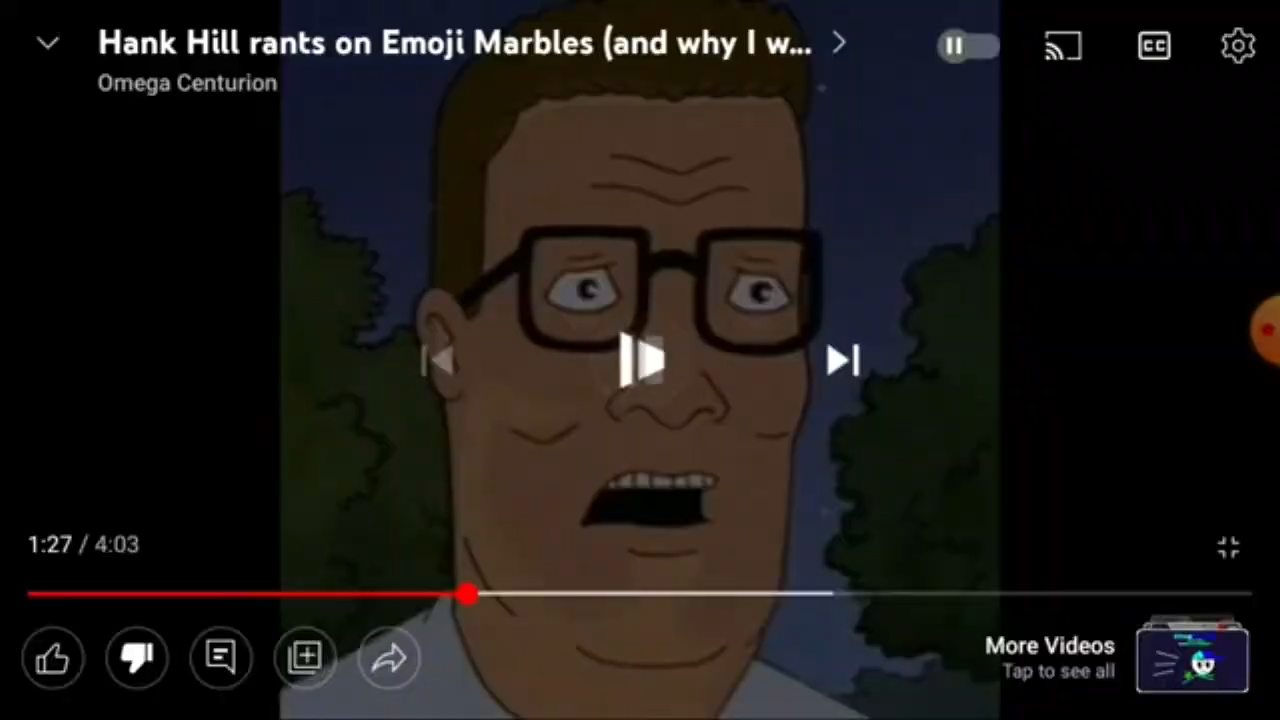 Hank Hill rants on Emoji Marbles (and why I w...
Omega Centurion
CC
1:27 / 4:03
More Videos
Tap to see all